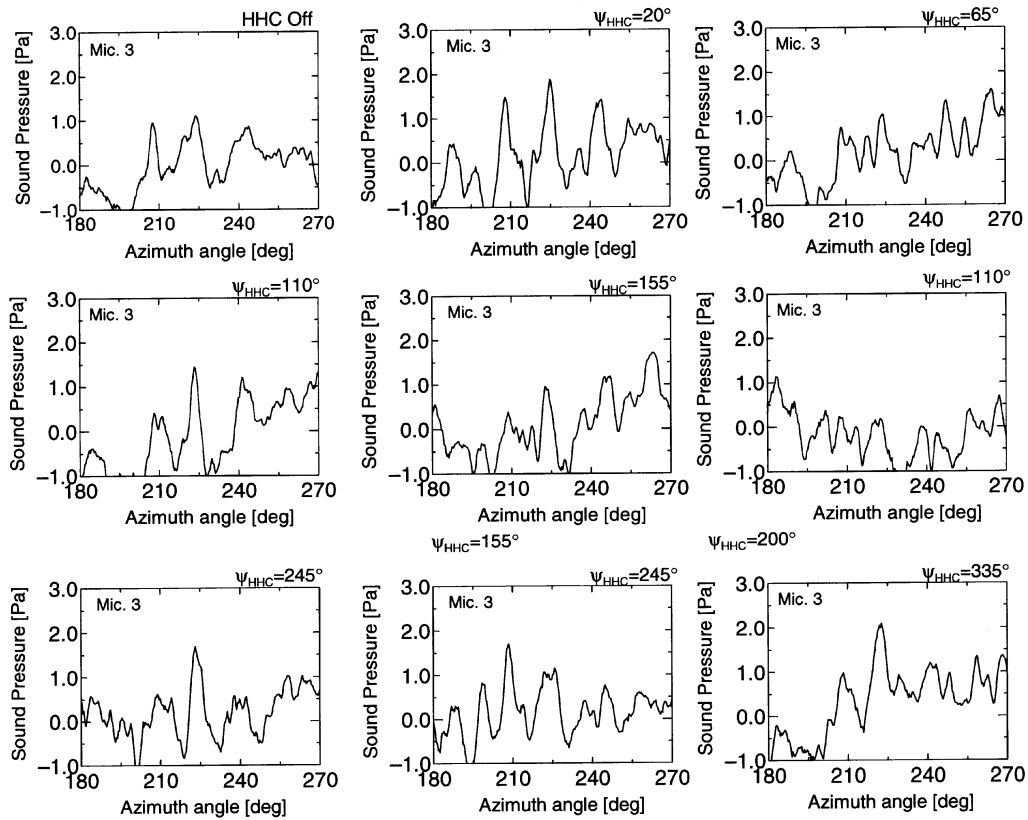 HHC Off
Mic. 3
Sound Pressure [Pa]
3.0
2.0
1.0
0.0
−1.0
180 210 240 270
Azimuth angle [deg]
ΨHHC=20°
Mic. 3
Sound Pressure [Pa]
3.0
2.0
1.0
0.0
−1.0
180 210 240 270
Azimuth angle [deg]
ΨHHC=65°
Mic. 3
Sound Pressure [Pa]
3.0
2.0
1.0
0.0
−1.0
180 210 240 270
Azimuth angle [deg]
ΨHHC=110°
Mic. 3
Sound Pressure [Pa]
3.0
2.0
1.0
0.0
−1.0
180 210 240 270
Azimuth angle [deg]
ΨHHC=155°
Mic. 3
Sound Pressure [Pa]
3.0
2.0
1.0
0.0
−1.0
180 210 240 270
Azimuth angle [deg]
ΨHHC=110°
Mic. 3
Sound Pressure [Pa]
3.0
2.0
1.0
0.0
−1.0
180 210 240 270
Azimuth angle [deg]
ΨHHC=155°
ΨHHC=200°
ΨHHC=245°
Mic. 3
Sound Pressure [Pa]
3.0
2.0
1.0
0.0
−1.0
180 210 240 270
Azimuth angle [deg]
ΨHHC=245°
Mic. 3
Sound Pressure [Pa]
3.0
2.0
1.0
0.0
−1.0
180 210 240 270
Azimuth angle [deg]
ΨHHC=335°
Mic. 3
Sound Pressure [Pa]
3.0
2.0
1.0
0.0
−1.0
180 210 240 270
Azimuth angle [deg]